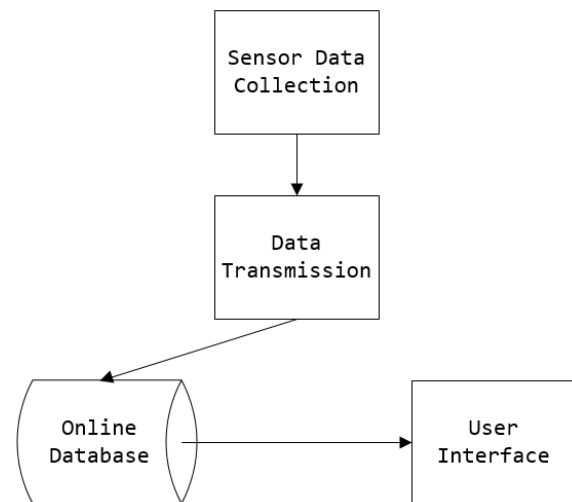 Sensor Data
Collection
Data
Transmission
Online
Database
User
Interface